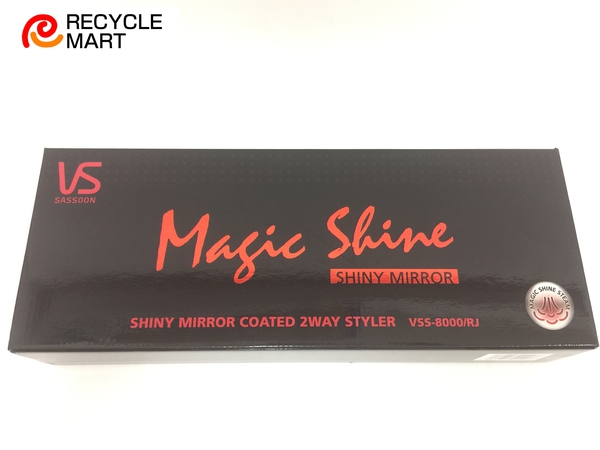 RECYCLE
MART
VS
SASSOON
Magic Shine
SHINY MIRROR
MAGIC SHINE STEAM
SHINY MIRROR COATED 2WAY STYLER VSS-8000/RJ